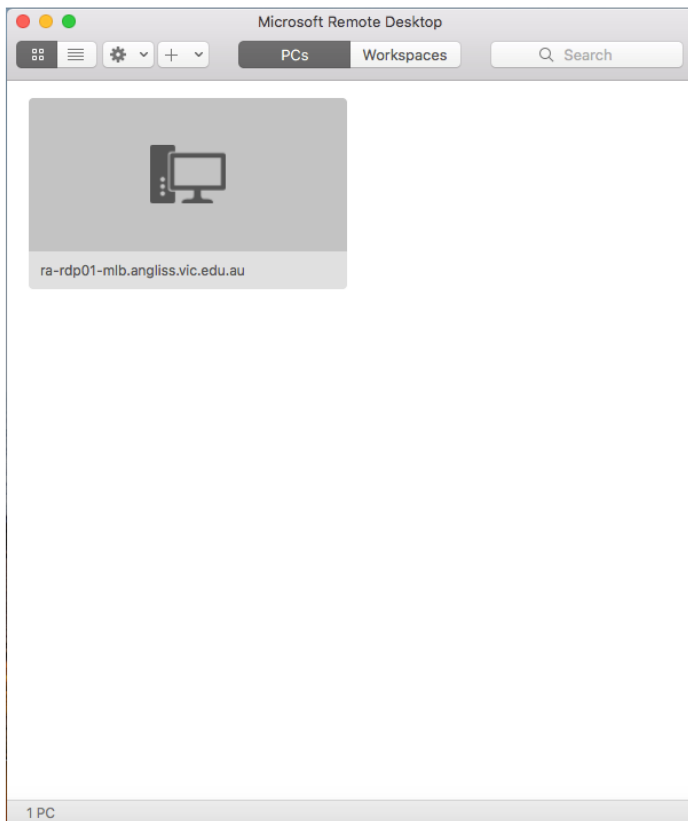 Microsoft Remote Desktop
PCs Workspaces Search
ra-rdp01-mlb.angliss.vic.edu.au
1 PC